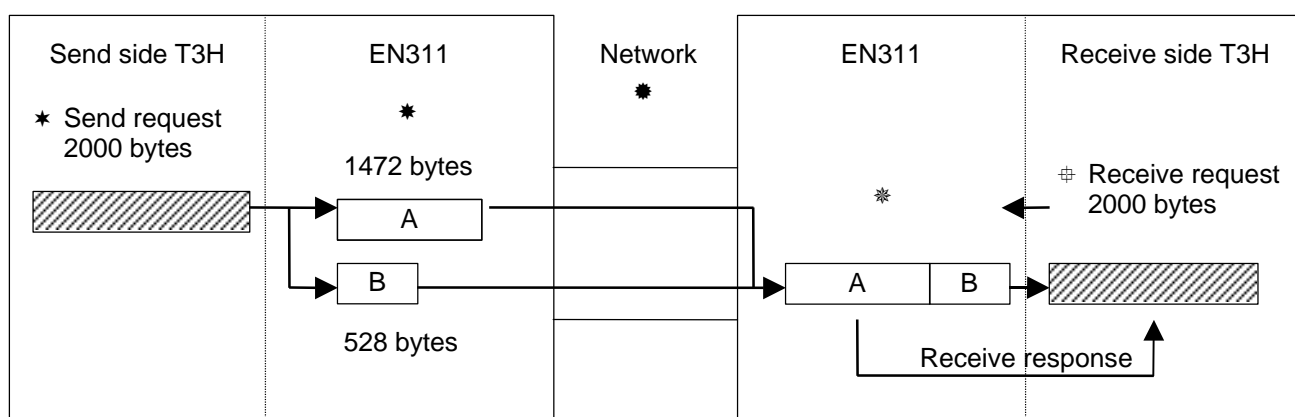 Send side T3H
EN311
Network
EN311
Receive side T3H
Send request
2000 bytes
1472 bytes
Receive request
2000 bytes
A
B
A
B
528 bytes
Receive response